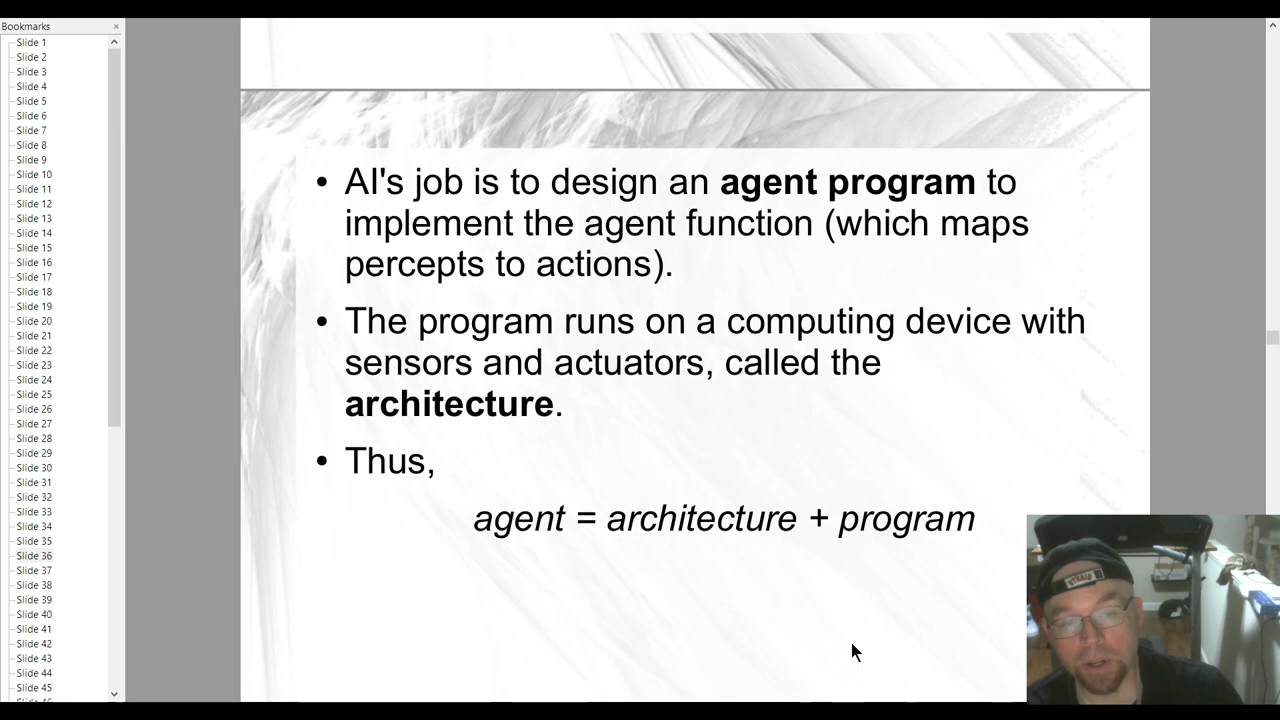 Bookmarks
Slide 1
Slide 2
Slide 3
Slide 4
Slide 5
Slide 6
Slide 7
Slide 8
Slide 9
Slide 10
Slide 11
Slide 12
Slide 13
Slide 14
Slide 15
Slide 16
Slide 17
Slide 18
Slide 19
Slide 20
Slide 21
Slide 22
Slide 23
Slide 24
Slide 25
Slide 26
Slide 27
Slide 28
Slide 29
Slide 30
Slide 31
Slide 32
Slide 33
Slide 34
Slide 35
Slide 36
Slide 37
Slide 38
Slide 39
Slide 40
Slide 41
Slide 42
Slide 43
Slide 44
Slide 45
• AI's job is to design an agent program to
implement the agent function (which maps
percepts to actions).
• The program runs on a computing device with
sensors and actuators, called the
architecture.
• Thus,
agent = architecture + program